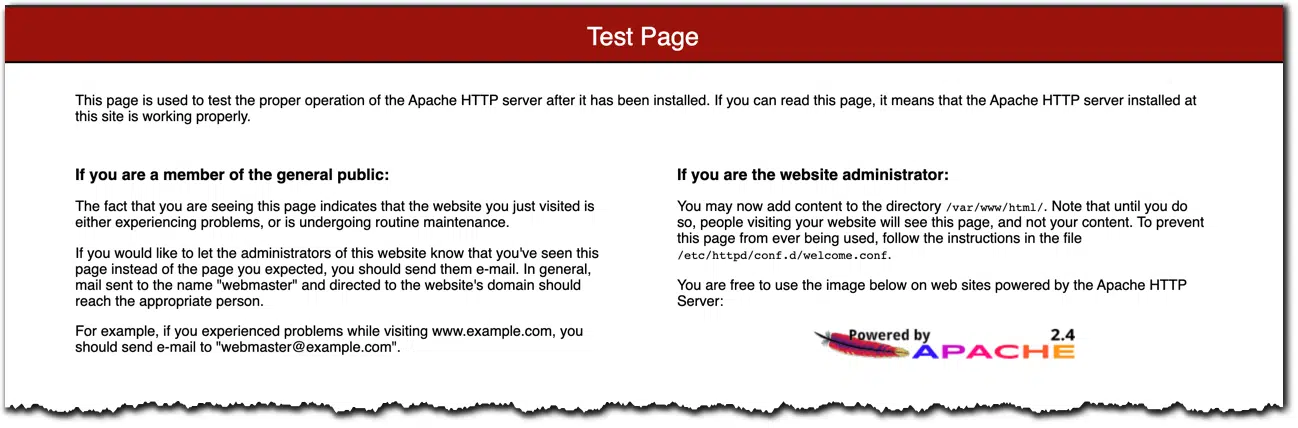 Test Page
This page is used to test the proper operation of the Apache HTTP server after it has been installed. If you can read this page, it means that the Apache HTTP server installed at
this site is working properly.
If you are a member of the general public:
The fact that you are seeing this page indicates that the website you just visited is
either experiencing problems, or is undergoing routine maintenance.
If you would like to let the administrators of this website know that you've seen this
page instead of the page you expected, you should send them e-mail. In general,
mail sent to the name "webmaster" and directed to the website's domain should
reach the appropriate person.
For example, if you experienced problems while visiting www.example.com, you
should send e-mail to "webmaster@example.com".
If you are the website administrator:
You may now add content to the directory /var/www/html/. Note that until you do
so, people visiting your website will see this page, and not your content. To prevent
this page from ever being used, follow the instructions in the file
/etc/httpd/conf.d/welcome.conf.
You are free to use the image below on web sites powered by the Apache HTTP
Server:
Powered by 2.4
APACHE